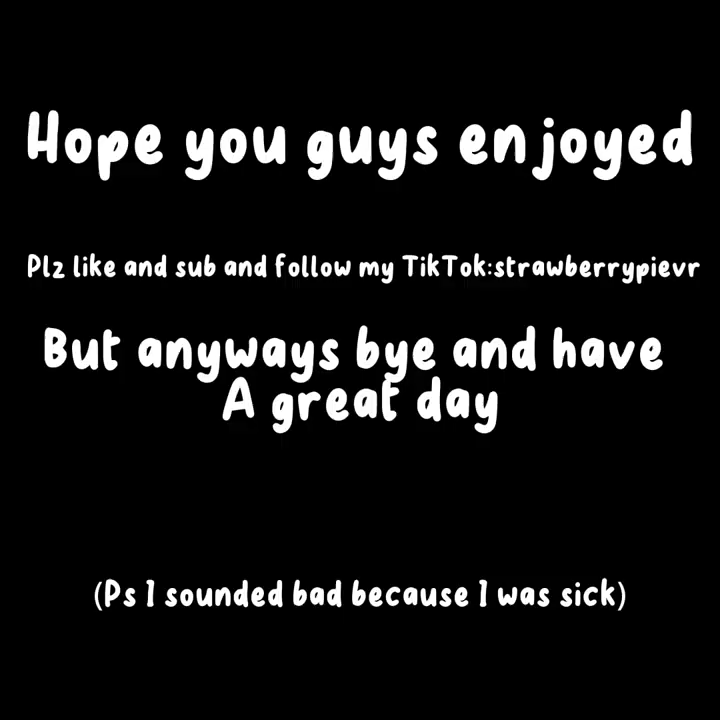 Hope you guys enjoyed
Plz like and sub and follow my TikTok:strawberrypievr
But anyways bye and have
A great day
(Ps I sounded bad because I was sick)